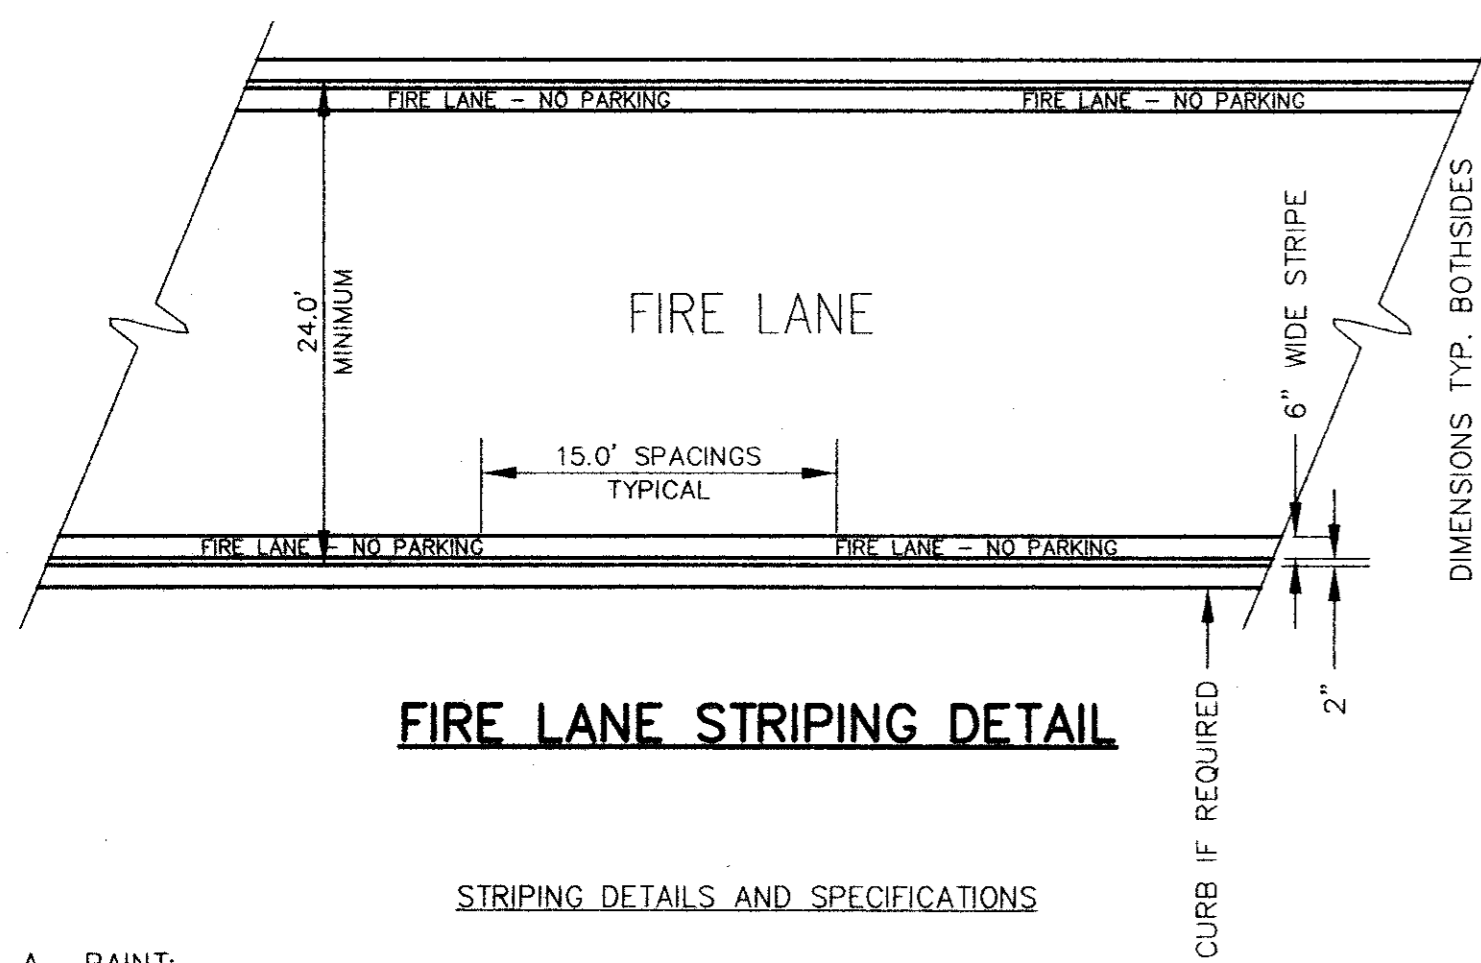 FIRE LANE – NO PARKING
FIRE LANE – NO PARKING
24.0'
MINIMUM
FIRE LANE
6" WIDE STRIPE
DIMENSIONS TYP. BOTHSIDES
15.0' SPACINGS
TYPICAL
FIRE LANE – NO PARKING
FIRE LANE – NO PARKING
2"
CURB IF REQUIRED
FIRE LANE STRIPING DETAIL
STRIPING DETAILS AND SPECIFICATIONS
A. PAINT: